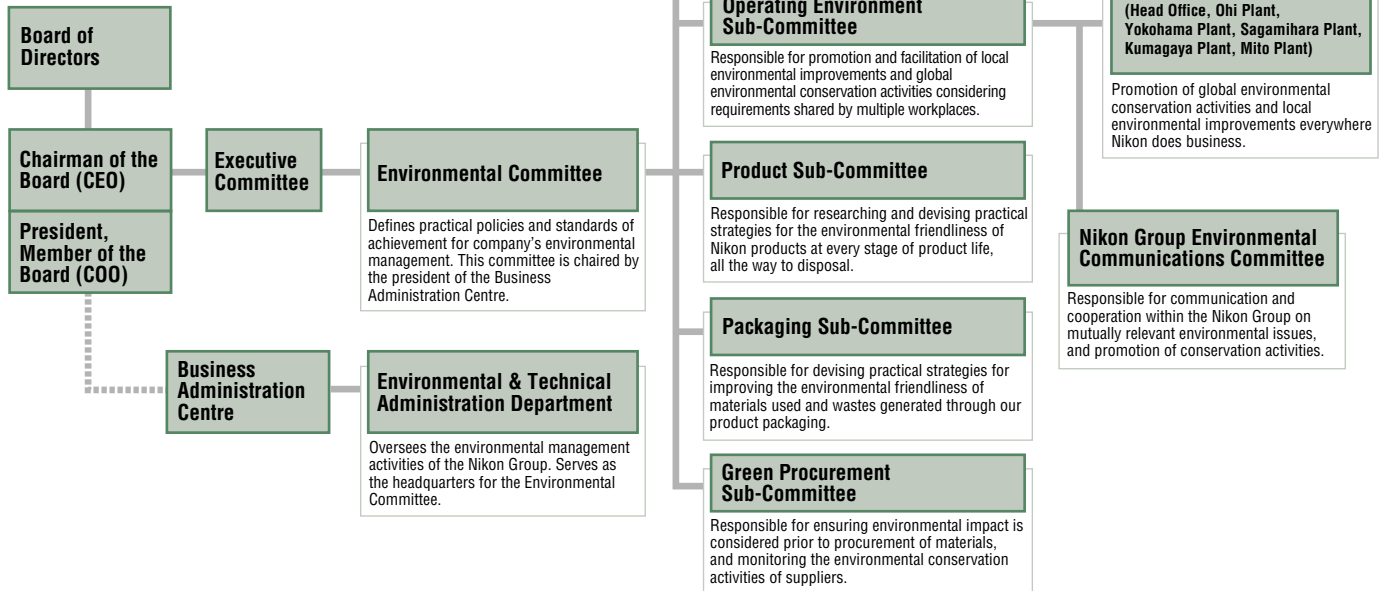 Board of
Directors
Chairman of the
Board (CEO)
President,
Member of the
Board (COO)
Executive
Committee
Business
Administration
Centre
Environmental Committee
Defines practical policies and standards of
achievement for company's environmental
management. This committee is chaired by
the president of the Business
Administration Centre.
Environmental & Technical
Administration Department
Oversees the environmental management
activities of the Nikon Group. Serves as
the headquarters for the Environmental
Committee.
Operating Environment
Sub-Committee
Responsible for promotion and facilitation of local
environmental improvements and global
environmental conservation activities considering
requirements shared by multiple workplaces.
Product Sub-Committee
Responsible for researching and devising practical
strategies for the environmental friendliness of
Nikon products at every stage of product life,
all the way to disposal.
Packaging Sub-Committee
Responsible for devising practical strategies for
improving the environmental friendliness of
materials used and wastes generated through our
product packaging.
Green Procurement
Sub-Committee
Responsible for ensuring environmental impact is
considered prior to procurement of materials,
and monitoring the environmental conservation
activities of suppliers.
(Head Office, Ohi Plant,
Yokohama Plant, Sagamihara Plant,
Kumagaya Plant, Mito Plant)
Promotion of global environmental
conservation activities and local
environmental improvements everywhere
Nikon does business.
Nikon Group Environmental
Communications Committee
Responsible for communication and
cooperation within the Nikon Group on
mutually relevant environmental issues,
and promotion of conservation activities.